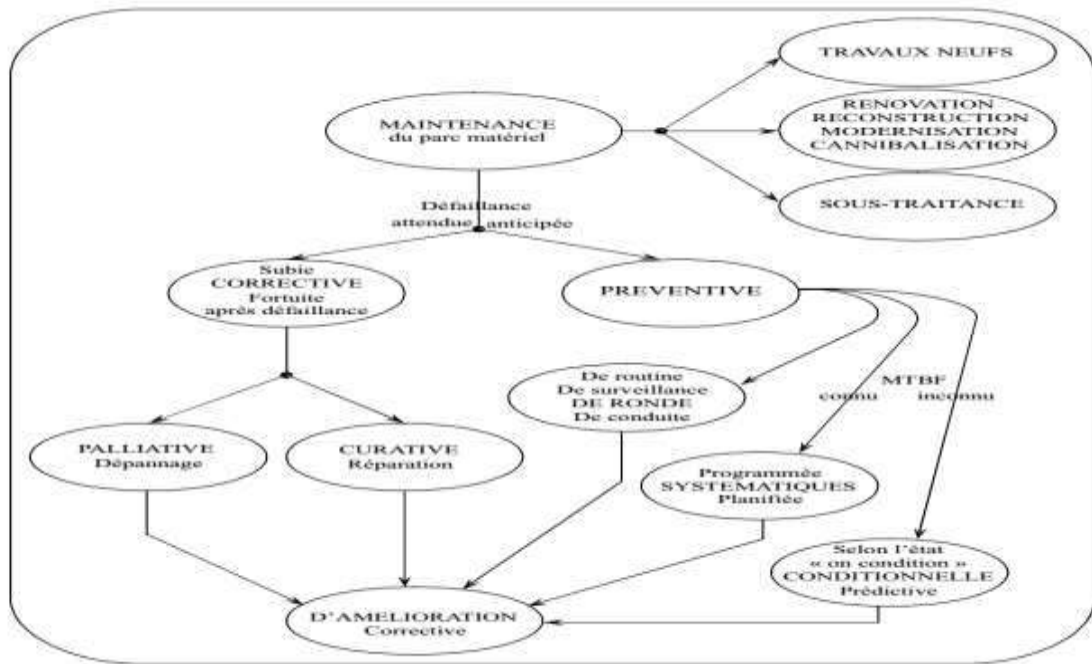 TRAVAUX NEUFS
MAINTENANCE
du parc matériel
RENOVATION
RECONSTRUCTION
MODERNISATION
CANNIBALISATION
SOUS-TRAITANCE
Défaillance
attendue anticipée
Subie
CORRECTIVE
Fortuite
après défaillance
PREVENTIVE
De routine
De surveillance
DE RONDE
De conduite
MTBF
connu inconnu
PALLIATIVE
Dépannage
CURATIVE
Réparation
Programmée
SYSTEMATIQUES
Planifiée
Selon l'état
« on condition »
CONDITIONNELLE
Prédictive
D'AMELIORATION
Corrective